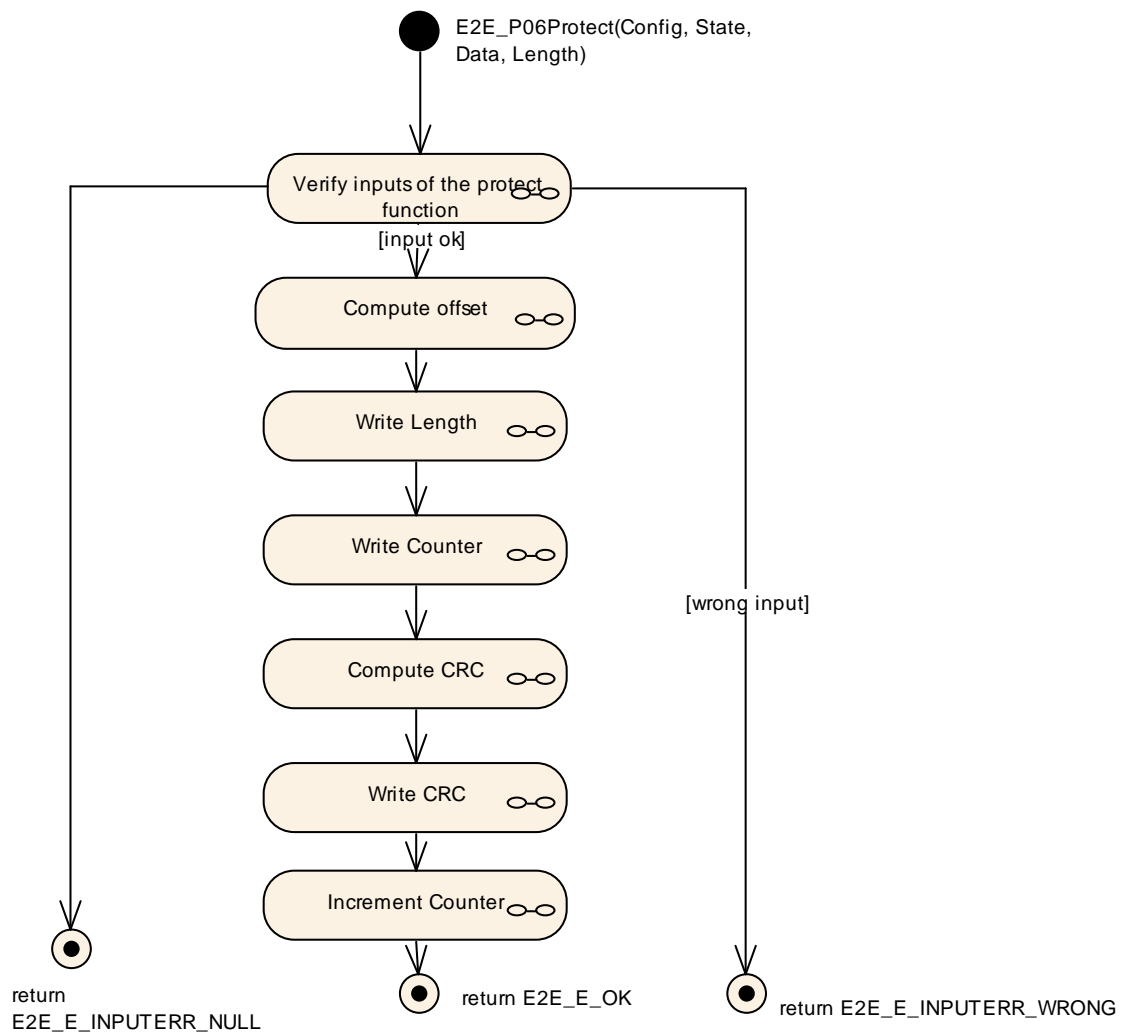 E2E_P06Protect(Config, State,
Data, Length)
Verify inputs of the protect
function
[input ok]
Compute offset
Write Length
Write Counter
[wrong input]
Compute CRC
Write CRC
Increment Counter
return
E2E_E_INPUTERR_NULL
return E2E_E_OK
return E2E_E_INPUTERR_WRONG